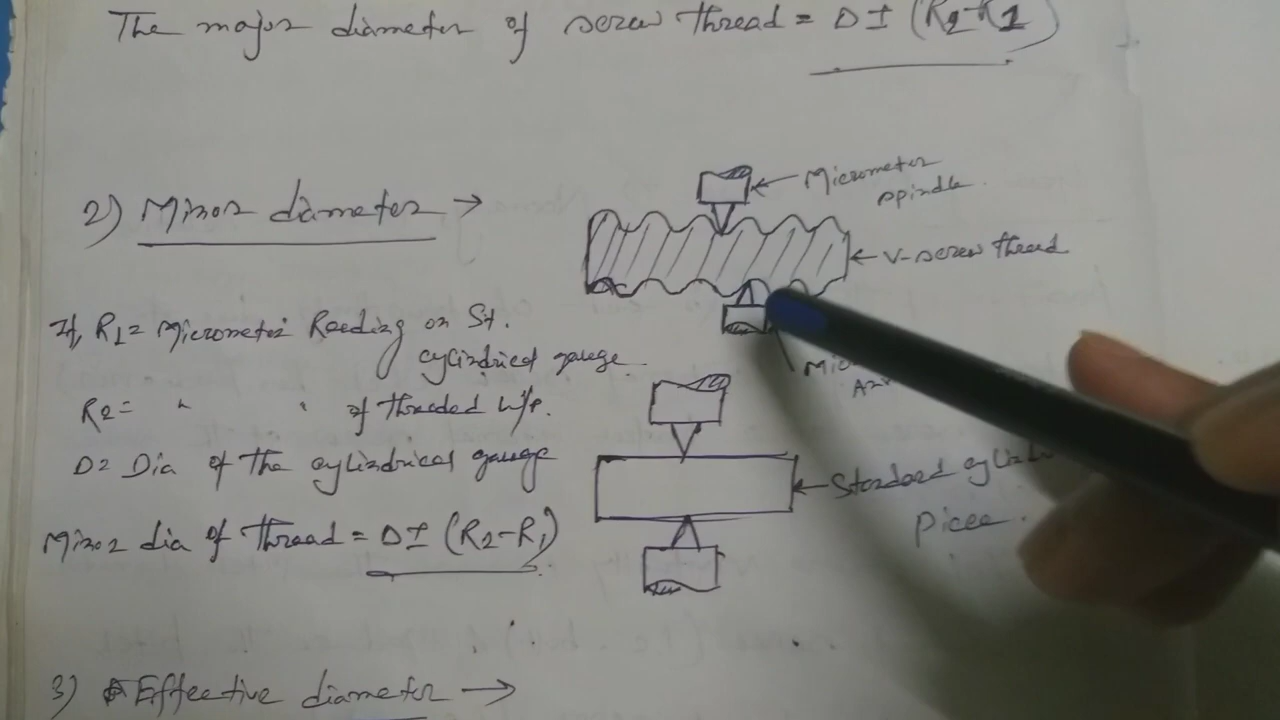 The major diameter of screw thread = D ± (R2-R1)
2) Minor diameter →
Micrometer
spindle
V-screw thread
If, R1= Micrometer Reading on St.
cylindrical gauge
R2= " " of threaded W/p.
D= Dia of the cylindrical gauge
Minor dia of thread = D± (R2-R1)
Standard
piece.
3) Effective diameter →